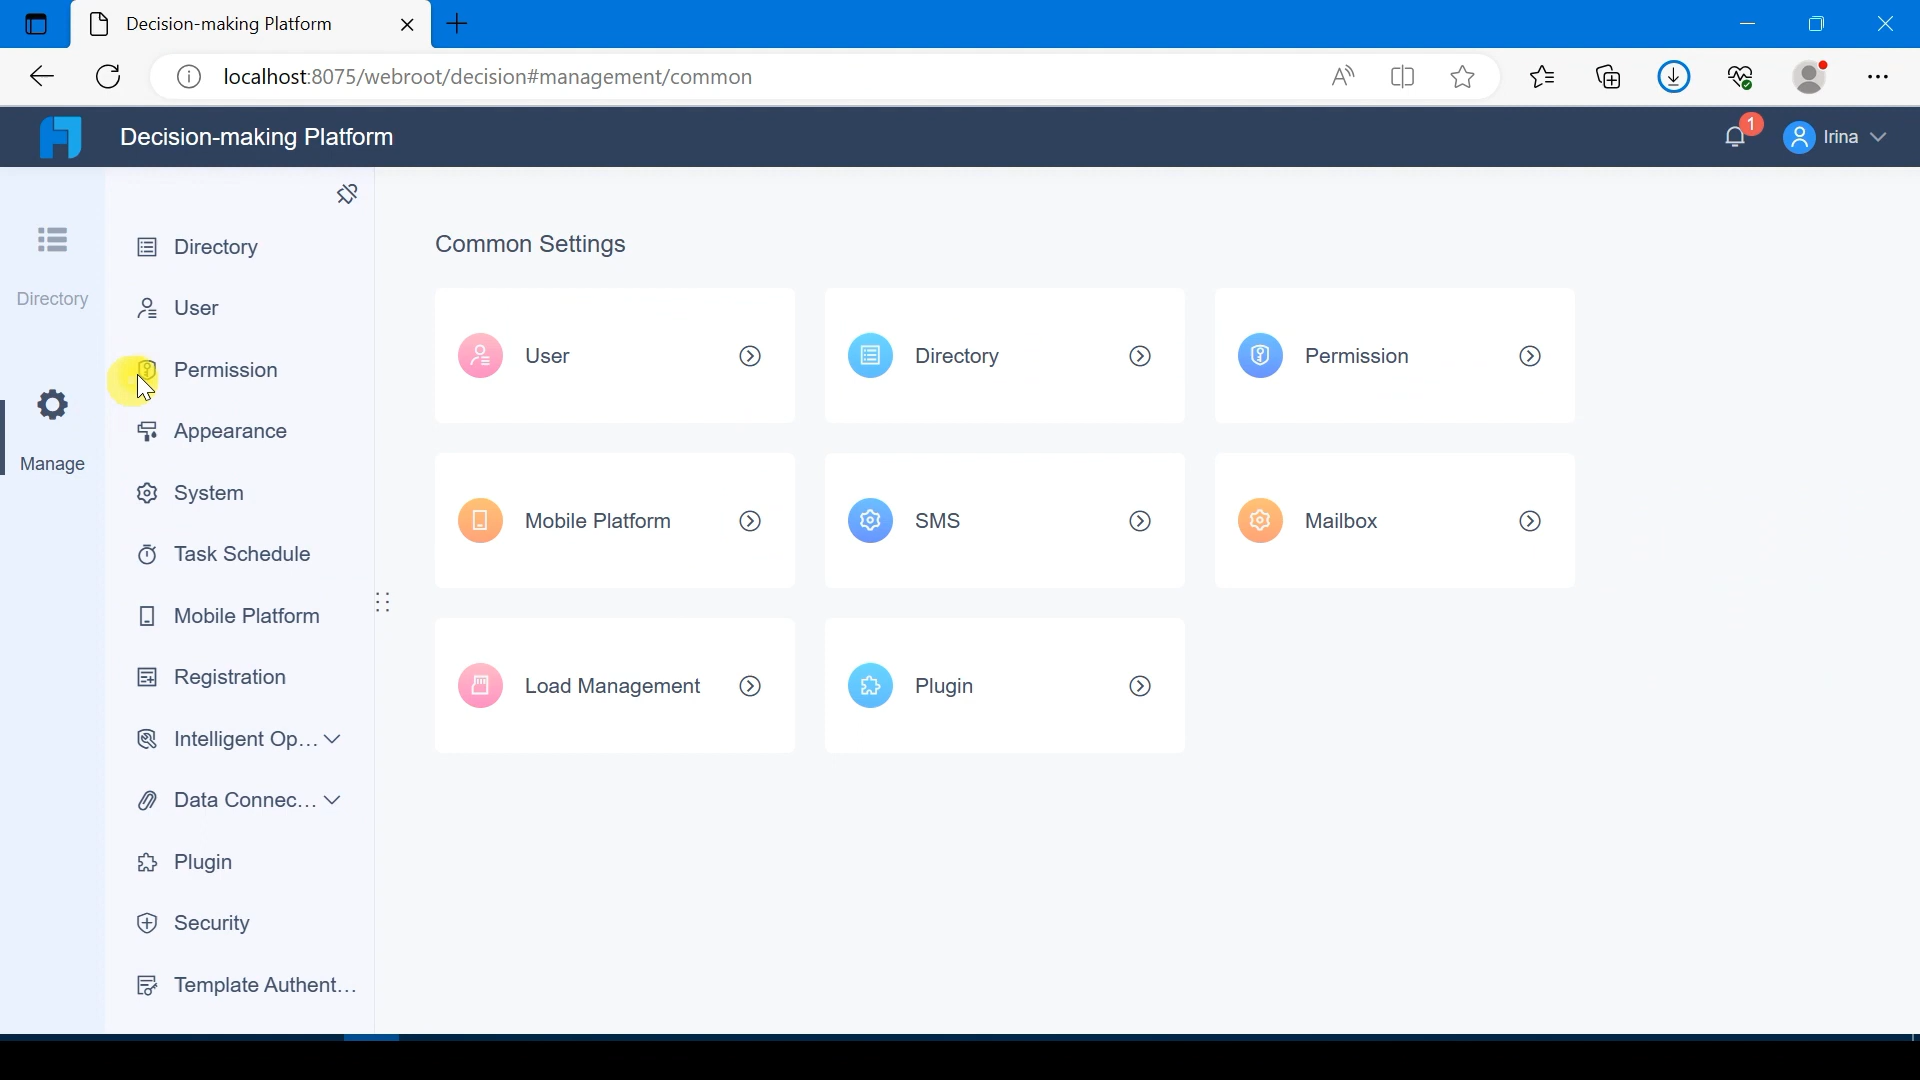 Decision-making Platform
localhost:8075/webroot/decision#management/common
Decision-making Platform
1
Irina
Directory
Manage
Directory
User
Permission
Appearance
System
Task Schedule
Mobile Platform
Registration
Intelligent Op...
Data Connec...
Plugin
Security
Template Authent...
Common Settings
User
Directory
Permission
Mobile Platform
SMS
Mailbox
Load Management
Plugin